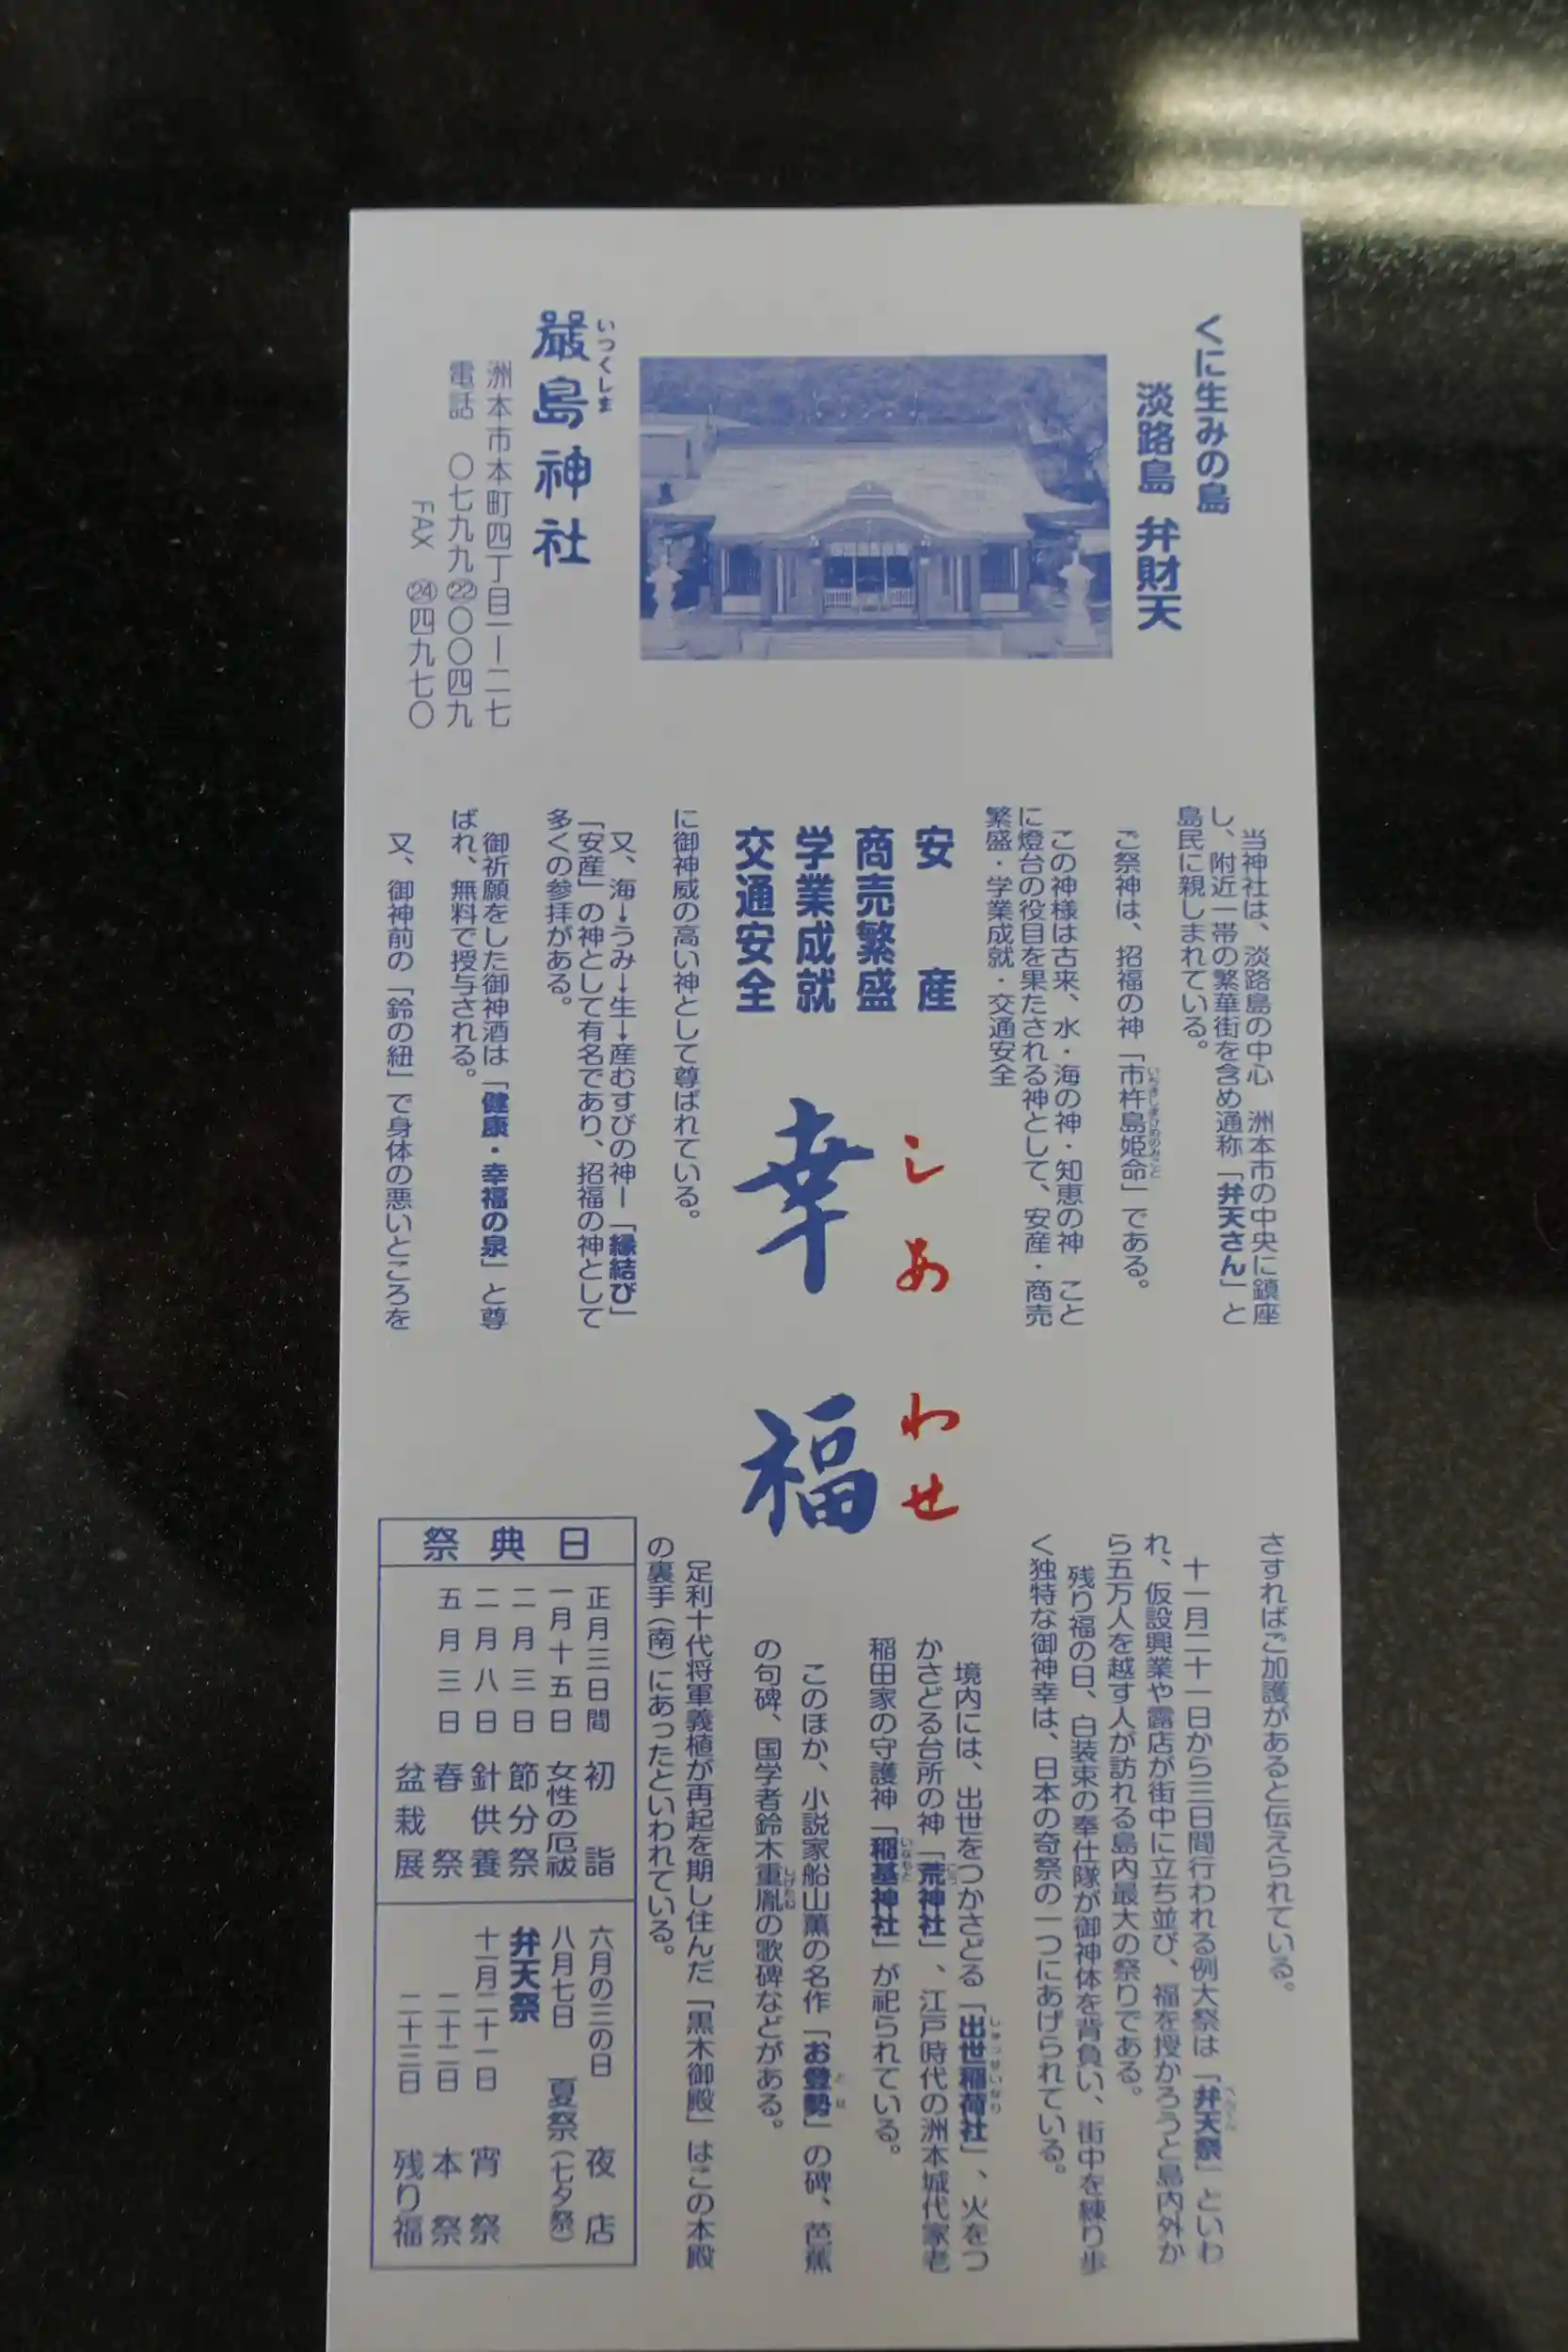 くに生みの島
淡路島 弁財天
いつくしま
厳島神社
洲本市本町四丁目一ー二七
電話 〇七九九㉒〇〇四九
FAX ㉔四九七〇
当神社は、淡路島の中心 洲本市の中央に鎮座
し、附近一帯の繁華街を含め通称「弁天さん」と
島民に親しまれている。
ご祭神は、招福の神「市杵島姫命」である。
いちきしまひめのみこと
この神様は古来、水・海の神・知恵の神 こと
に燈台の役目を果たされる神として、安産・商売
繁盛・学業成就・交通安全
安産
商売繁盛
学業成就
交通安全
しあわせ
幸福
に御神威の高い神として尊ばれている。
又、海→うみ→生→産むすびの神ー「縁結び」
「安産」の神として有名であり、招福の神として
多くの参拝がある。
御祈願をした御神酒は「健康・幸福の泉」と尊
ばれ、無料で授与される。
又、御神前の「鈴の紐」で身体の悪いところを
さすればご加護があると伝えられている。
十一月二十一日から三日間行われる例大祭は「弁天祭」といわ
れ、仮設興業や露店が街中に立ち並び、福を授かろうと島内外か
ら五万人を越す人が訪れる島内最大の祭りである。
残り福の日、白装束の奉仕隊が御神体を背負い、街中を練り歩
く独特な御神幸は、日本の奇祭の一つにあげられている。
境内には、出世をつかさどる「出世稲荷社」、火をつ
しゅっせいなり
かさどる台所の神「荒神社」、江戸時代の洲本城代家老
稲田家の守護神「稲基神社」が祀られている。
いなもと
このほか、小説家船山薫の名作「お登勢」の碑、芭蕉
とせ
の句碑、国学者鈴木重胤の歌碑などがある。
しげたね
足利十代将軍義植が再起を期し住んだ「黒木御殿」はこの本殿
の裏手(南)にあったといわれている。
祭典日
正月三日間 初詣
一月十五日 女性の厄祓
二月三日 節分祭
二月八日 針供養
五月三日 春祭
盆栽展
六月の三の日 夜店
八月七日 夏祭(七夕祭)
弁天祭
十一月二十一日 宵祭
二十二日 本祭
二十三日 残り福